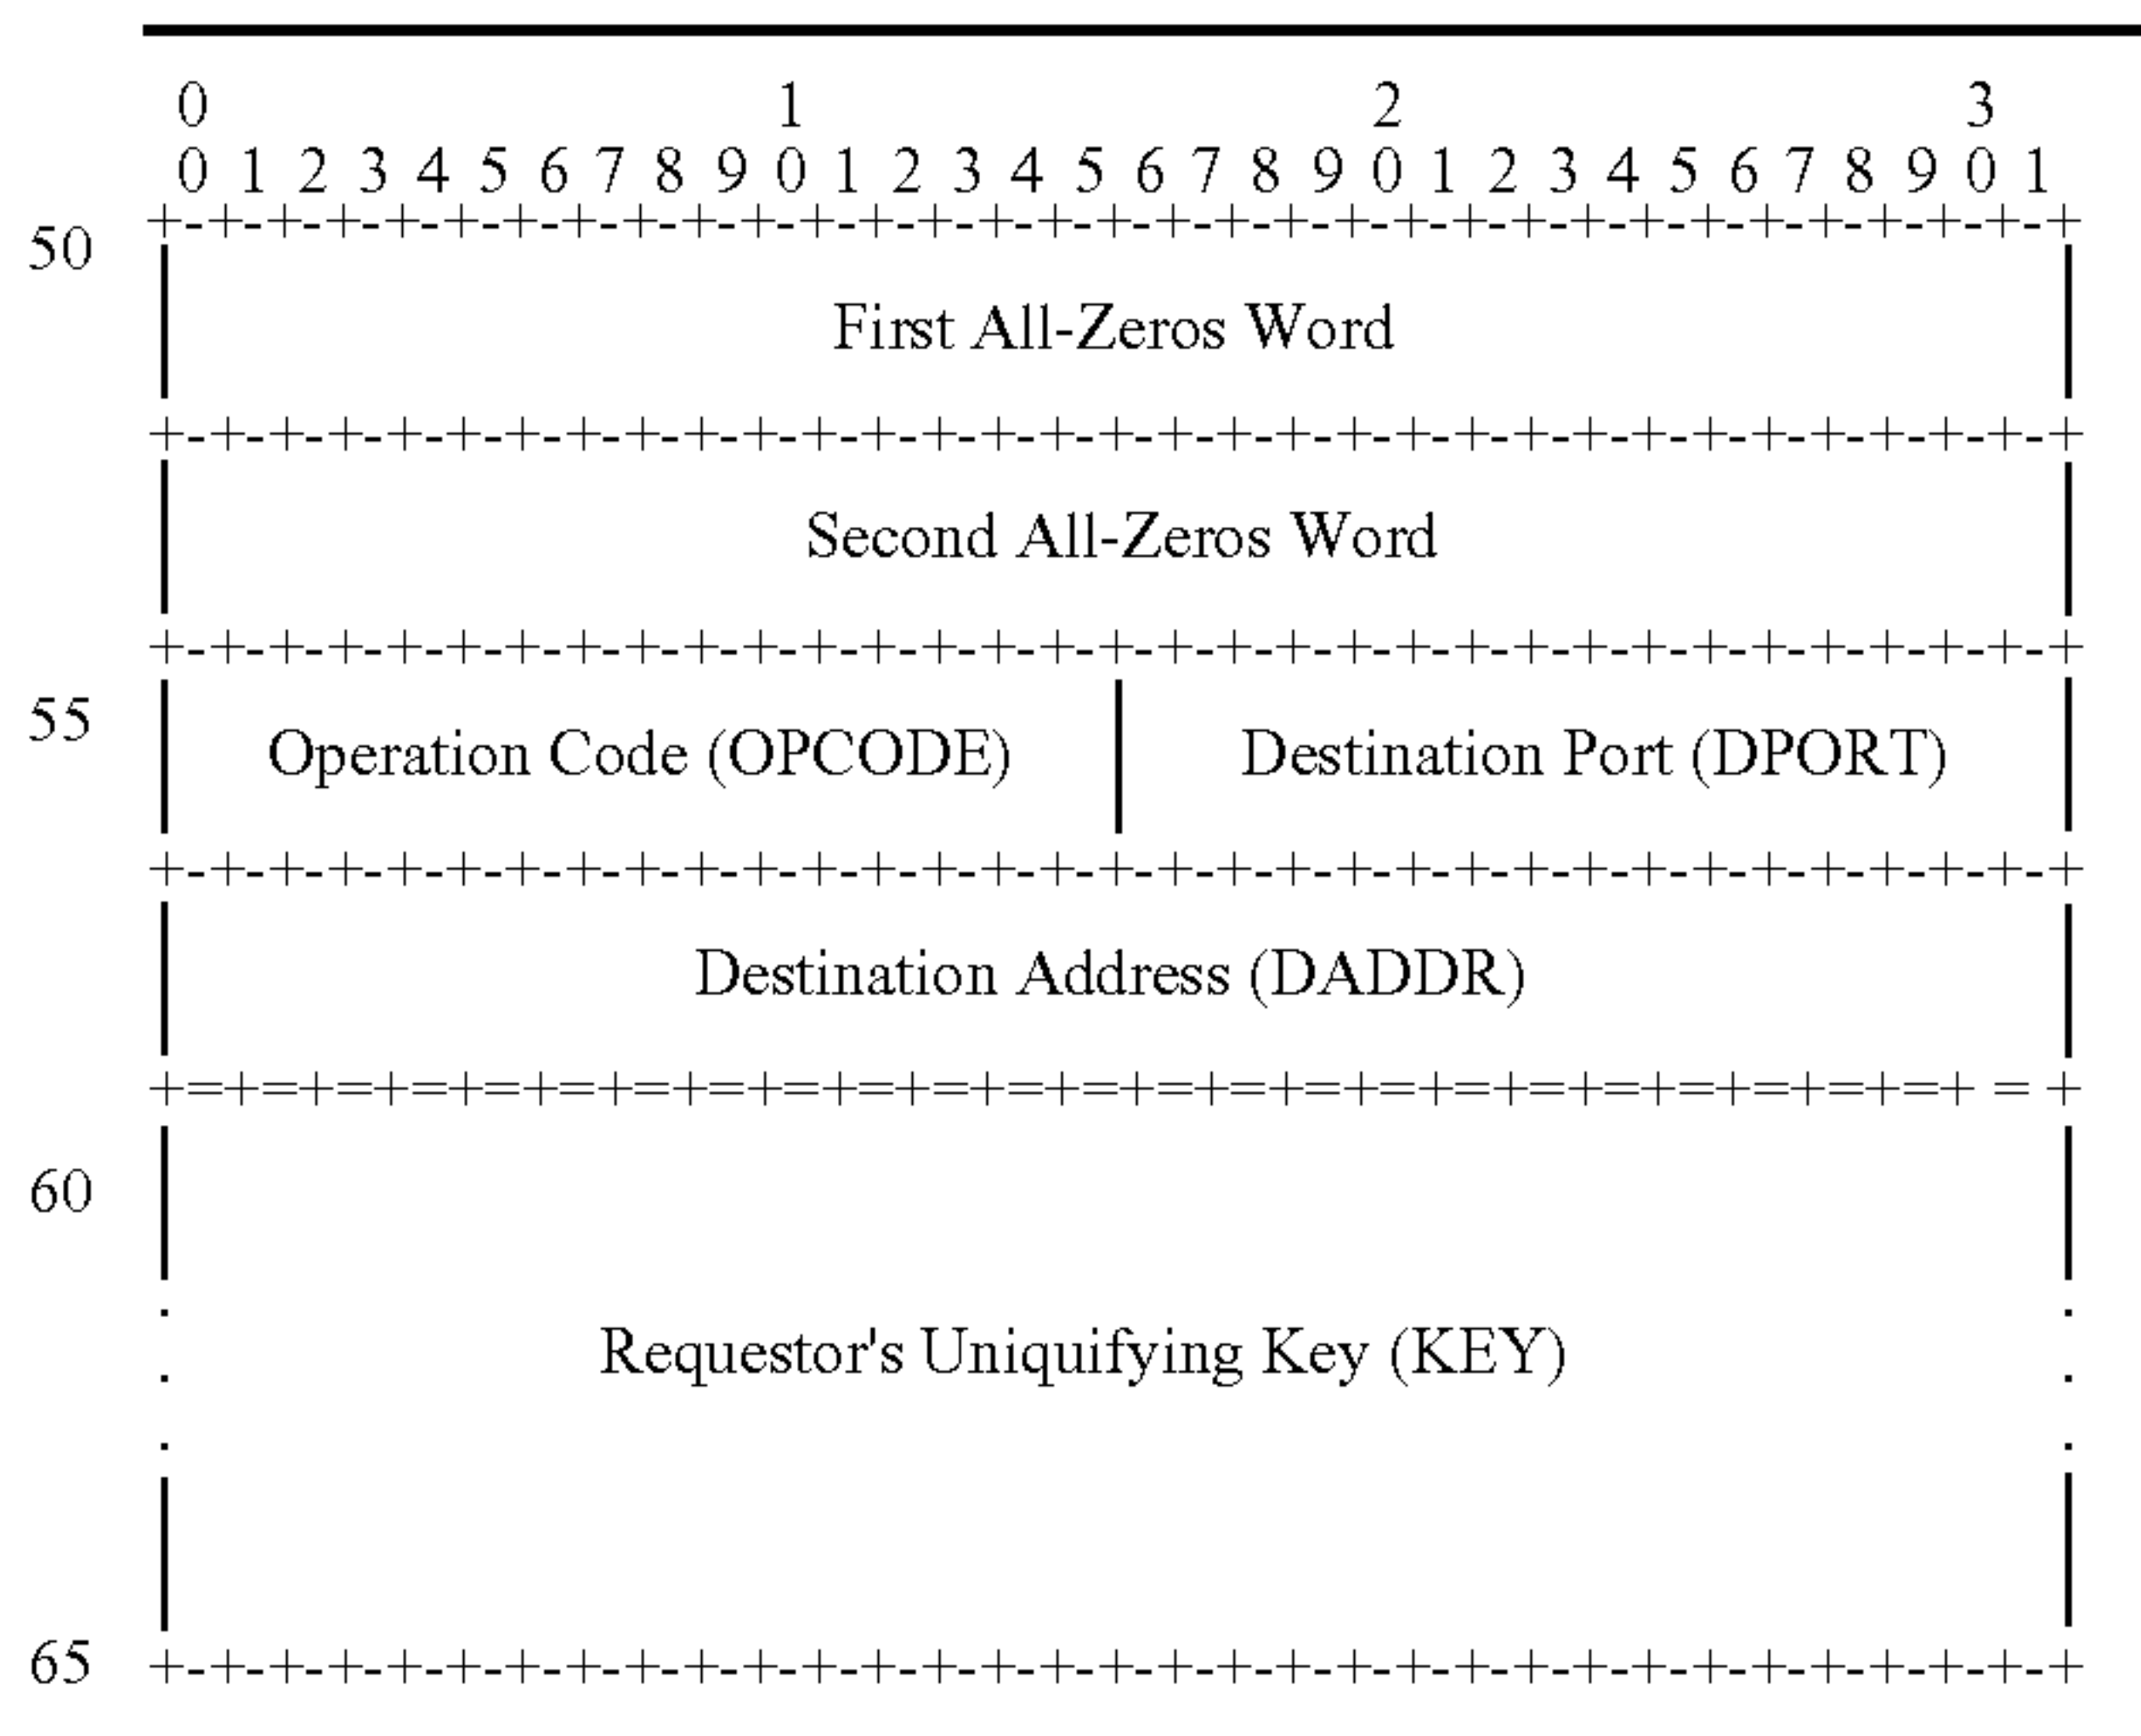 0 1 2 3
0 1 2 3 4 5 6 7 8 9 0 1 2 3 4 5 6 7 8 9 0 1 2 3 4 5 6 7 8 9 0 1
50 +-+-+-+-+-+-+-+-+-+-+-+-+-+-+-+-+-+-+-+-+-+-+-+-+-+-+-+-+-+-+-+-+
| First All-Zeros Word |
+-+-+-+-+-+-+-+-+-+-+-+-+-+-+-+-+-+-+-+-+-+-+-+-+-+-+-+-+-+-+-+-+
| Second All-Zeros Word |
+-+-+-+-+-+-+-+-+-+-+-+-+-+-+-+-+-+-+-+-+-+-+-+-+-+-+-+-+-+-+-+-+
55 | Operation Code (OPCODE) | Destination Port (DPORT) |
+-+-+-+-+-+-+-+-+-+-+-+-+-+-+-+-+-+-+-+-+-+-+-+-+-+-+-+-+-+-+-+-+
| Destination Address (DADDR) |
+=+=+=+=+=+=+=+=+=+=+=+=+=+=+=+=+=+=+=+=+=+=+=+=+ = +
60 | |
. .
. Requestor's Uniquifying Key (KEY) .
. .
| |
65 +-+-+-+-+-+-+-+-+-+-+-+-+-+-+-+-+-+-+-+-+-+-+-+-+-+-+-+-+-+-+-+-+